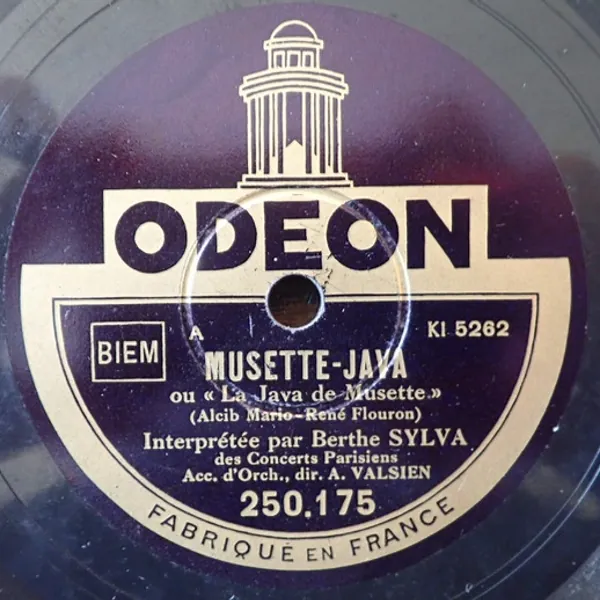 ODEON
BIEM
A
KI 5262
MUSETTE-JAVA
ou « La Java de Musette »
(Alcib Mario-René Flouron)
Interprétée par Berthe SYLVA
des Concerts Parisiens
Acc. d'Orch., dir. A. VALSIEN
250.175
FABRIQUÉ EN FRANCE